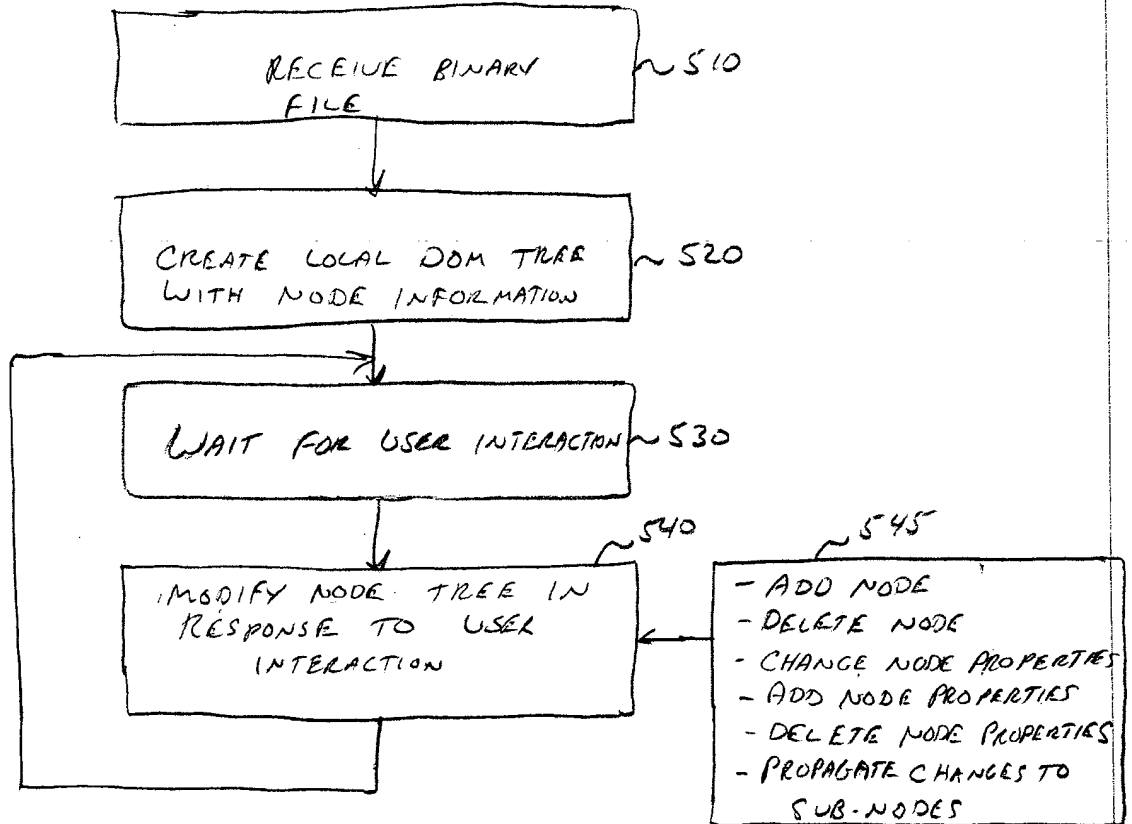 RECEIVE BINARY
FILE
510
CREATE LOCAL DOM TREE
WITH NODE INFORMATION
520
WAIT FOR USER INTERACTION
530
540
MODIFY NODE TREE IN
RESPONSE TO USER
INTERACTION
545
- ADD NODE
- DELETE NODE
- CHANGE NODE PROPERTIES
- ADD NODE PROPERTIES
- DELETE NODE PROPERTIES
- PROPAGATE CHANGES TO
SUB-NODES